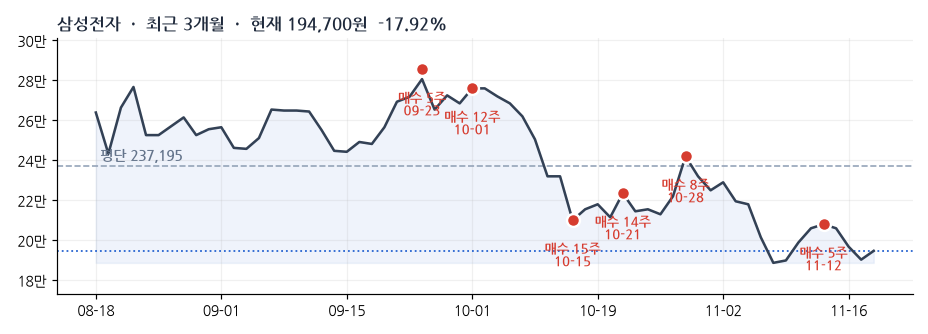 삼성전자 · 최근 3개월 · 현재 194,700원 -17.92%
30만
28만
26만
24만
22만
20만
18만
평단 237,195
매수 5주
09-25
매수 12주
10-01
매수 15주
10-15
매수 14주
10-21
매수 8주
10-28
매수 5주
11-12
08-18
09-01
09-15
10-01
10-19
11-02
11-16